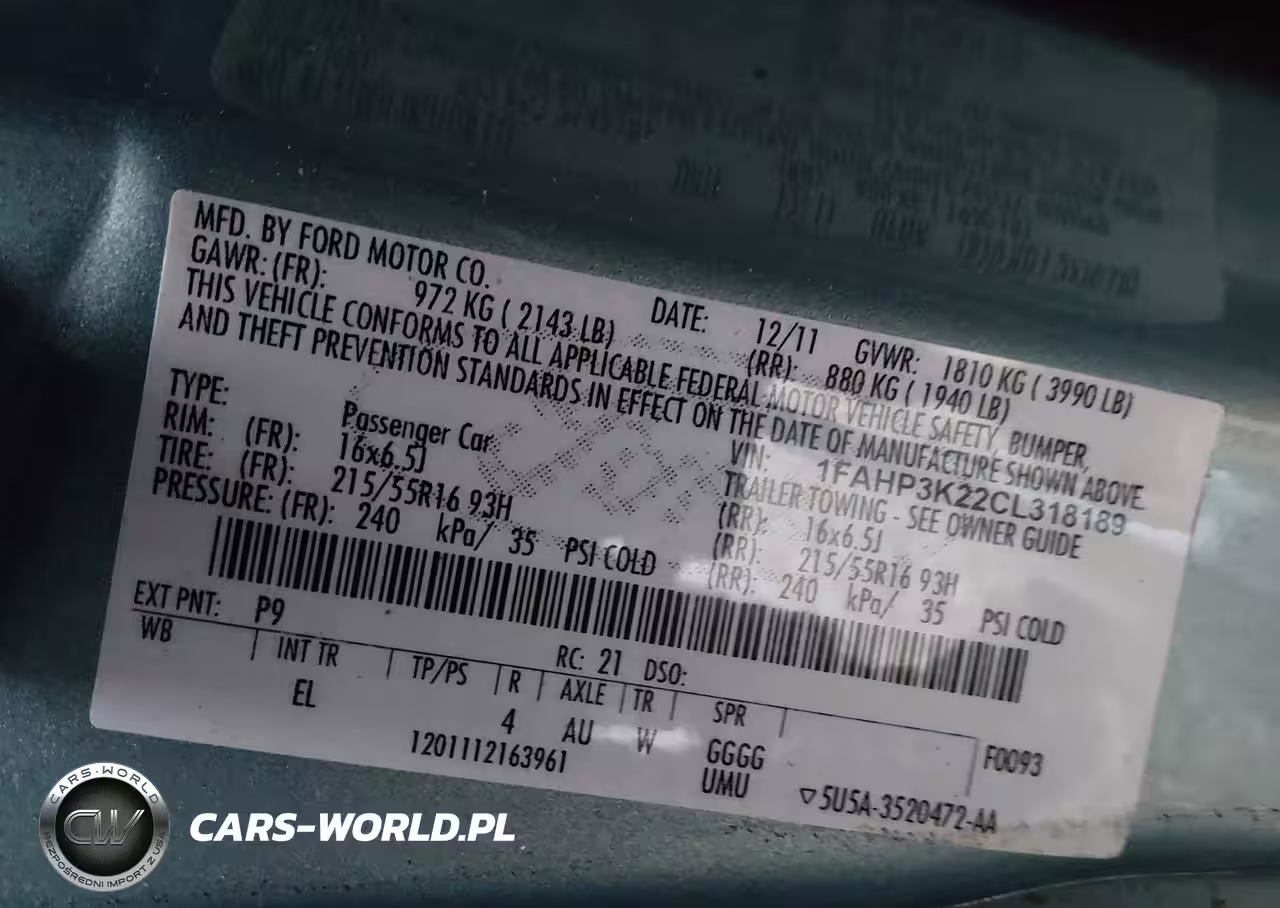 MFD. BY FORD MOTOR CO.
DATE: 12/11 GVWR: 1810 KG ( 3990 LB)
GAWR: (FR): 972 KG ( 2143 LB) (RR): 880 KG ( 1940 LB)
THIS VEHICLE CONFORMS TO ALL APPLICABLE FEDERAL MOTOR VEHICLE SAFETY, BUMPER,
AND THEFT PREVENTION STANDARDS IN EFFECT ON THE DATE OF MANUFACTURE SHOWN ABOVE
VIN: 1FAHP3K22CL318189
TYPE: Passenger Car TRAILER TOWING - SEE OWNER GUIDE
RIM: (FR): 16x6.5J (RR): 16x6.5J
TIRE: (FR): 215/55R16 93H (RR): 215/55R16 93H
PRESSURE: (FR): 240 kPa/ 35 PSI COLD (RR): 240 kPa/ 35 PSI COLD
EXT PNT: P9 RC: 21 DSO:
WB INT TR TP/PS R AXLE TR SPR
EL 4 AU W GGGG F0093
1201112163961 UMU ▽5U5A-3520472-AA
CARS-WORLD
CW
BEZPOŚREDNI IMPORT Z USA
CARS-WORLD.PL